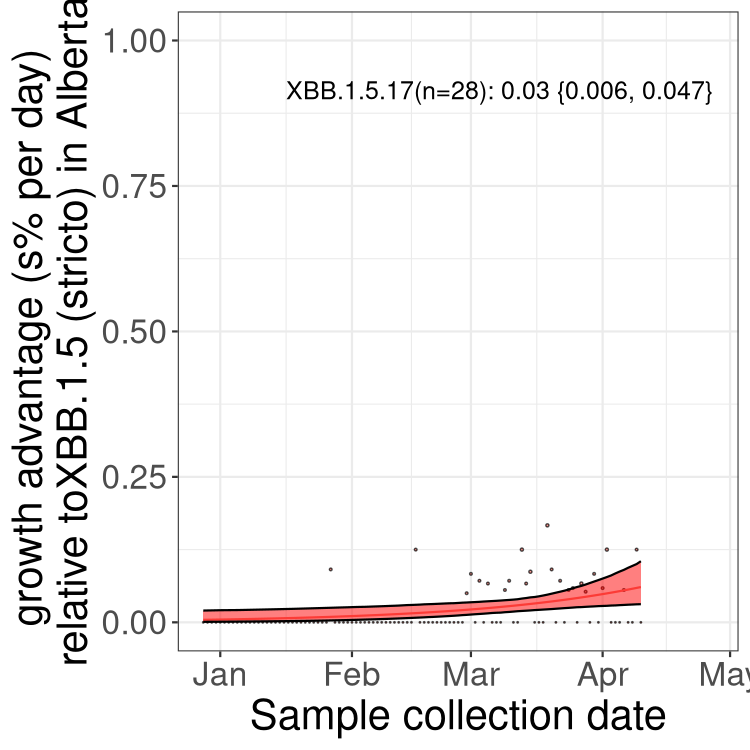 growth advantage (s% per day)
relative toXBB.1.5 (stricto) in Alberta
1.00
0.75
0.50
0.25
0.00
XBB.1.5.17(n=28): 0.03 {0.006, 0.047}
Jan Feb Mar Apr May
Sample collection date